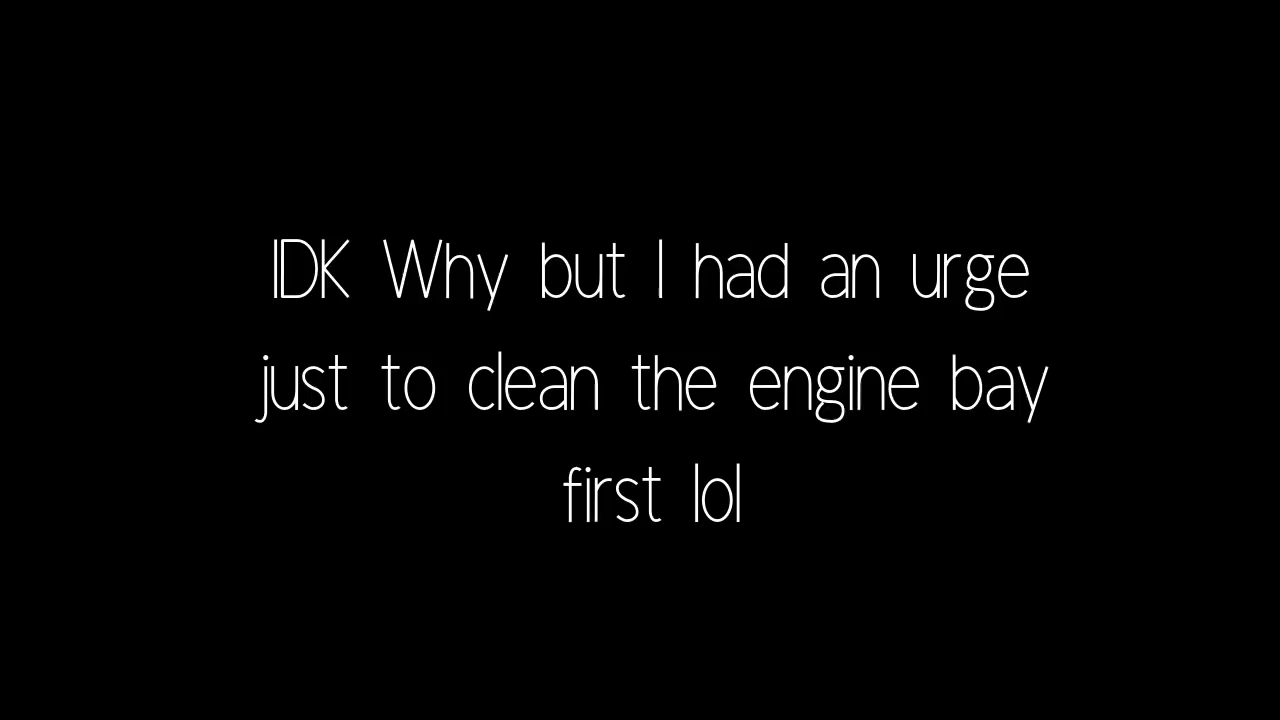 IDK Why but I had an urge
just to clean the engine bay
first lol